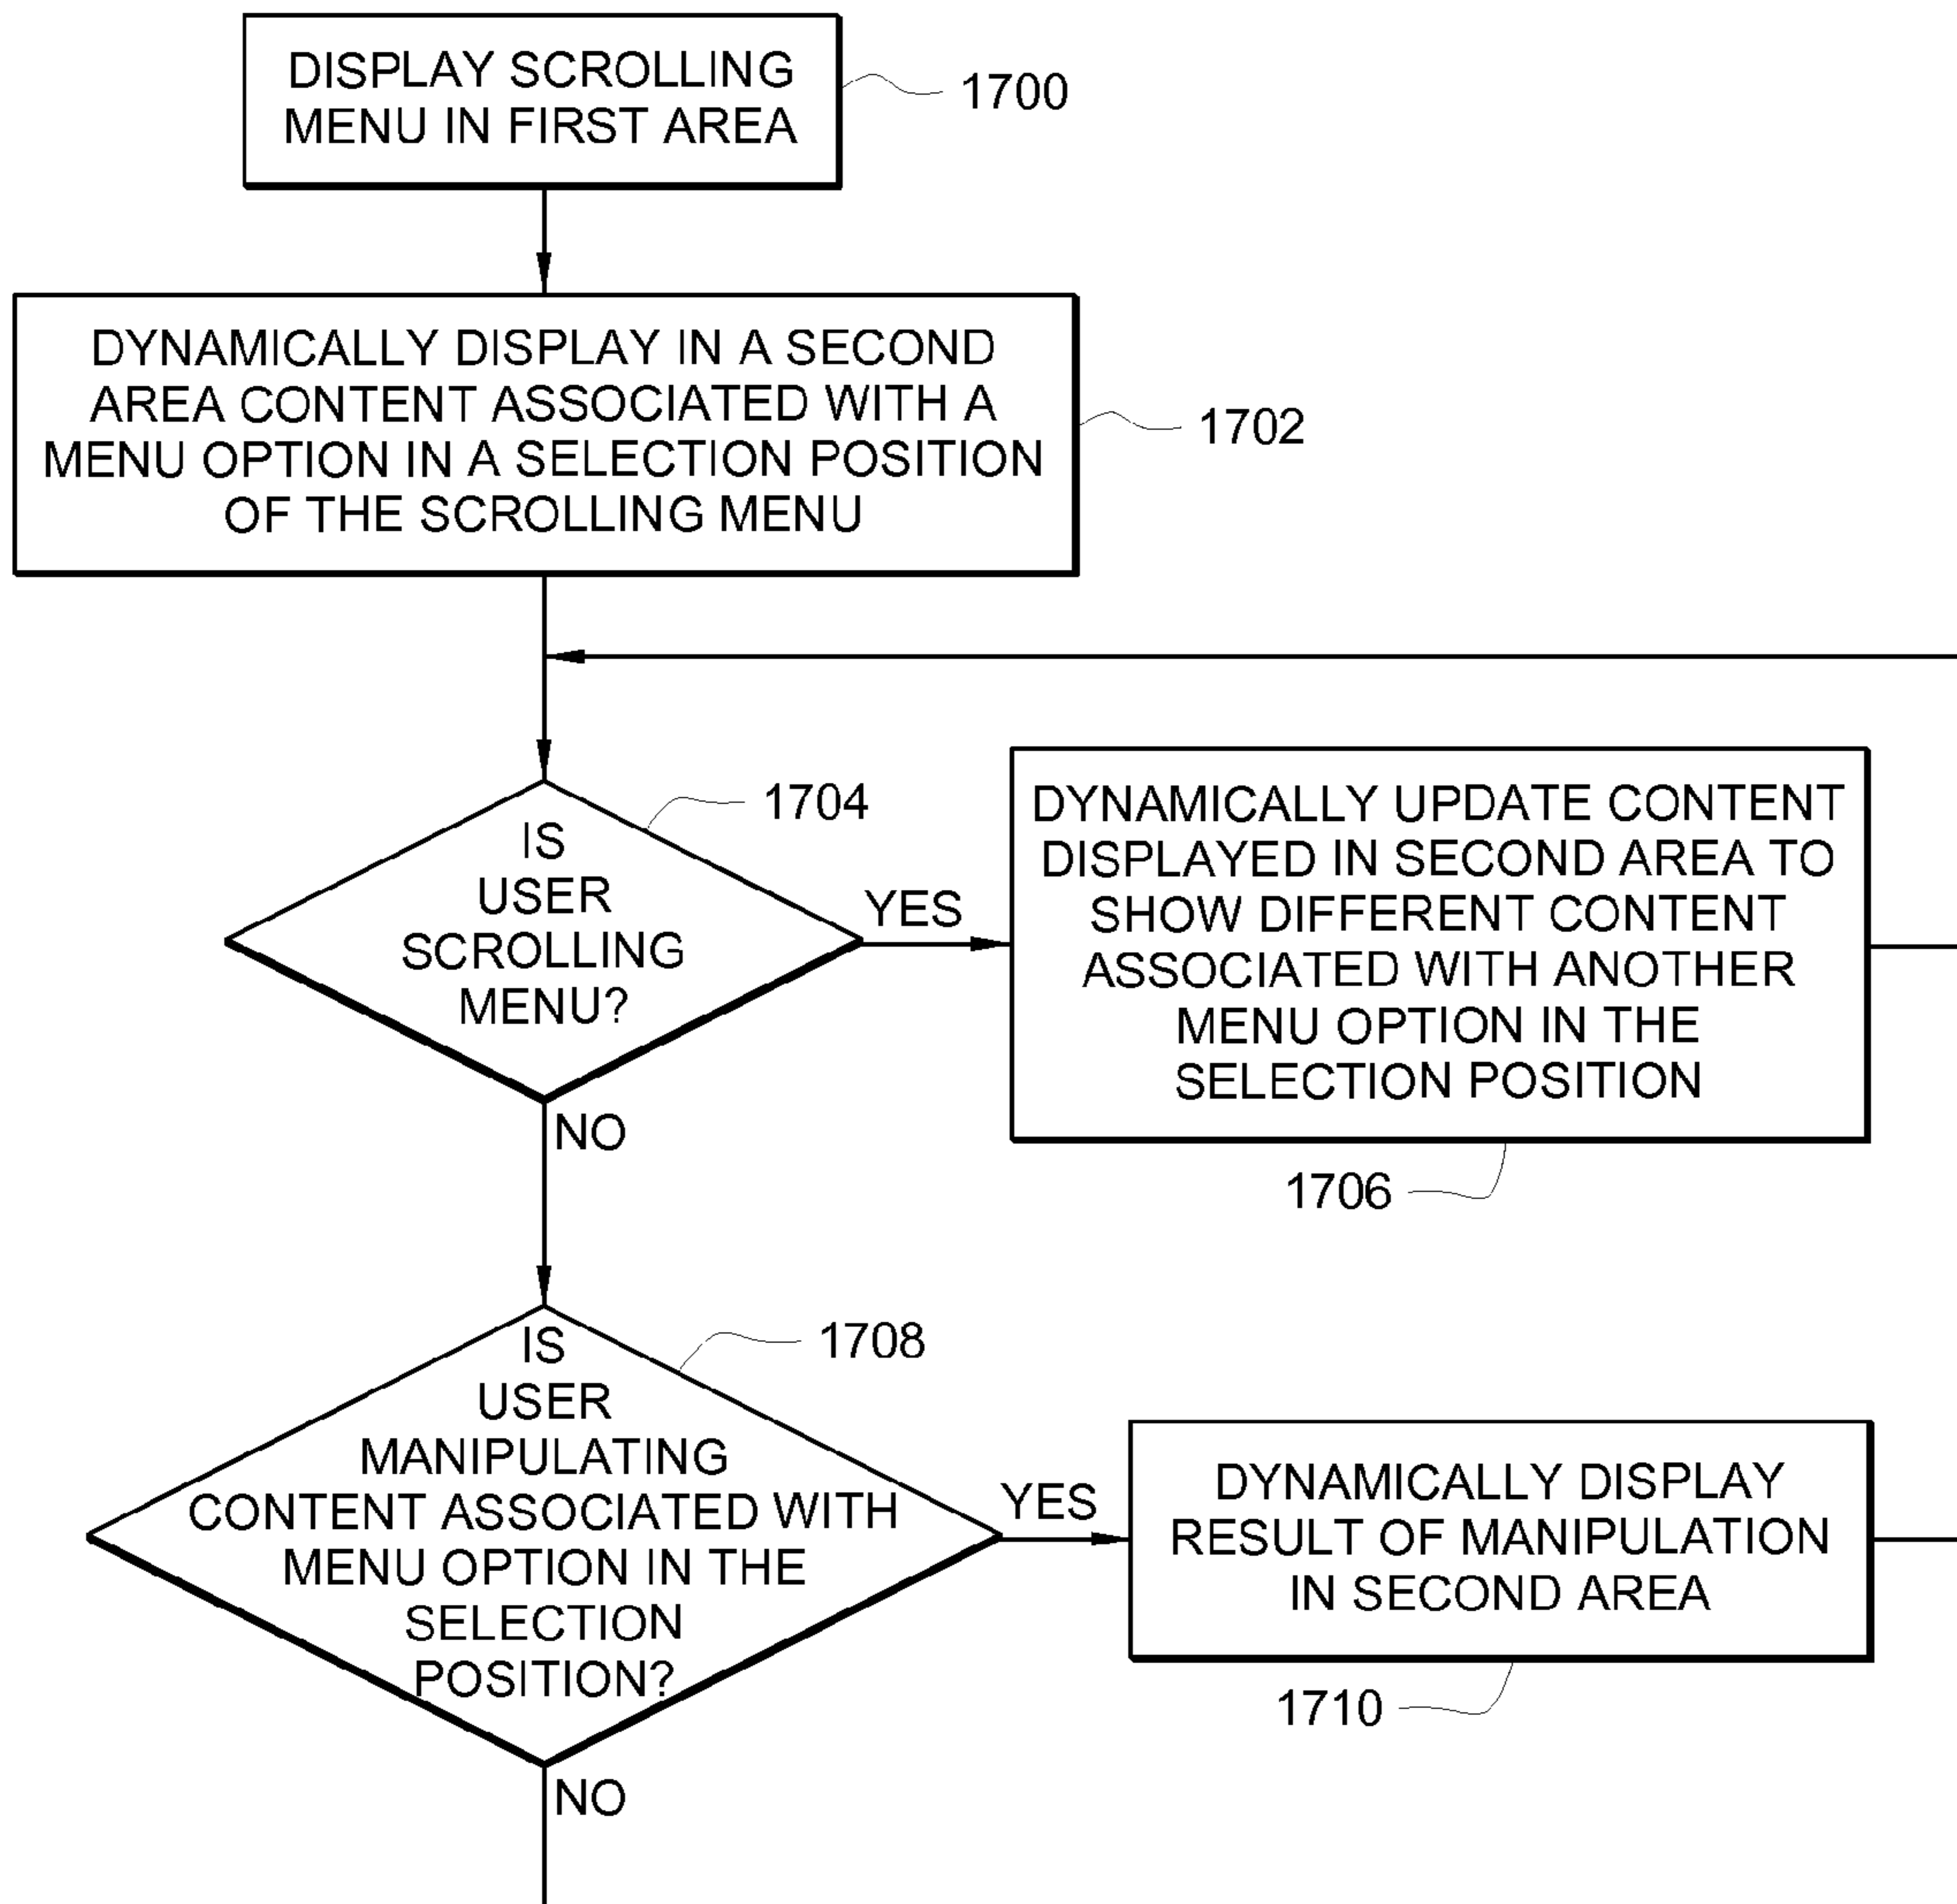 DISPLAY SCROLLING
MENU IN FIRST AREA
1700
DYNAMICALLY DISPLAY IN A SECOND
AREA CONTENT ASSOCIATED WITH A
MENU OPTION IN A SELECTION POSITION
OF THE SCROLLING MENU
1702
IS
USER
SCROLLING
MENU?
1704
YES
NO
DYNAMICALLY UPDATE CONTENT
DISPLAYED IN SECOND AREA TO
SHOW DIFFERENT CONTENT
ASSOCIATED WITH ANOTHER
MENU OPTION IN THE
SELECTION POSITION
1706
IS
USER
MANIPULATING
CONTENT ASSOCIATED WITH
MENU OPTION IN THE
SELECTION
POSITION?
1708
YES
NO
DYNAMICALLY DISPLAY
RESULT OF MANIPULATION
IN SECOND AREA
1710